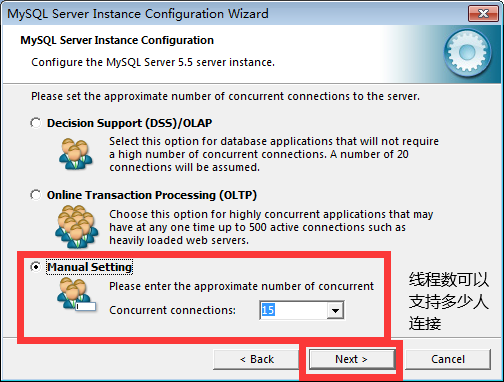 MySQL Server Instance Configuration Wizard
MySQL Server Instance Configuration
Configure the MySQL Server 5.5 server instance.
Please set the approximate number of concurrent connections to the server.
Decision Support (DSS)/OLAP
Select this option for database applications that will not require
a high number of concurrent connections. A number of 20
connections will be assumed.
Online Transaction Processing (OLTP)
Choose this option for highly concurrent applications that may
have at any one time up to 500 active connections such as
heavily loaded web servers.
Manual Setting
Please enter the approximate number of concurrent
Concurrent connections: 15
线程数可以
支持多少人
连接
< Back
Next >
Cancel